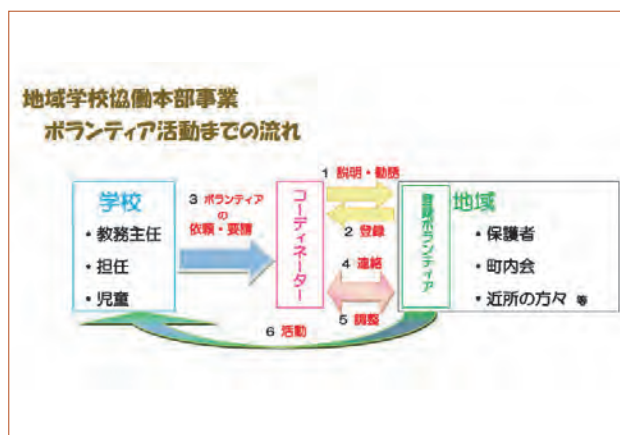 地域学校協働本部事業
ボランティア活動までの流れ
学校
・教務主任
・担任
・児童
3 ボランティア
の
依頼・要請
コーディネーター
1 説明・勧誘
2 登録
4 連絡
5 調整
6 活動
登録ボランティア
地域
・保護者
・町内会
・近所の方々 等